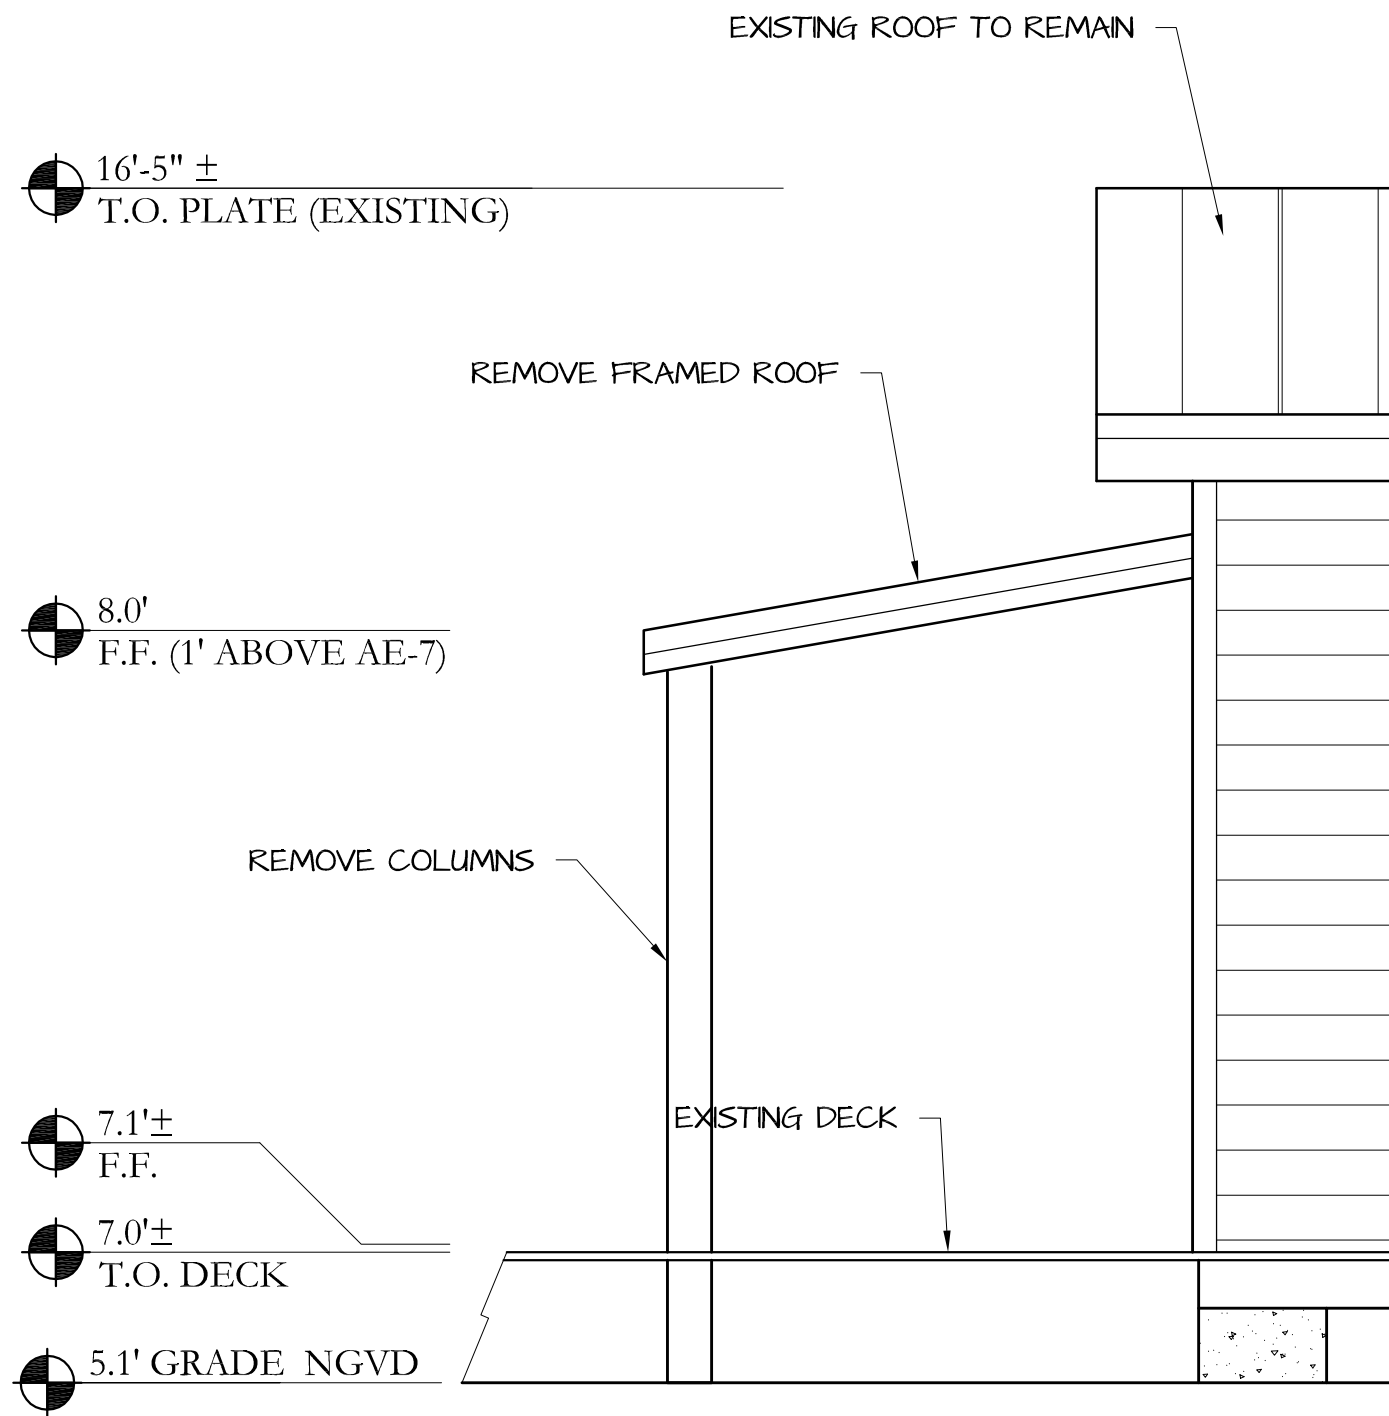 EXISTING ROOF TO REMAIN
16'-5" ±
T.O. PLATE (EXISTING)
REMOVE FRAMED ROOF
8.0'
F.F. (1' ABOVE AE-7)
REMOVE COLUMNS
EXISTING DECK
7.1'±
F.F.
7.0'±
T.O. DECK
5.1' GRADE NGVD